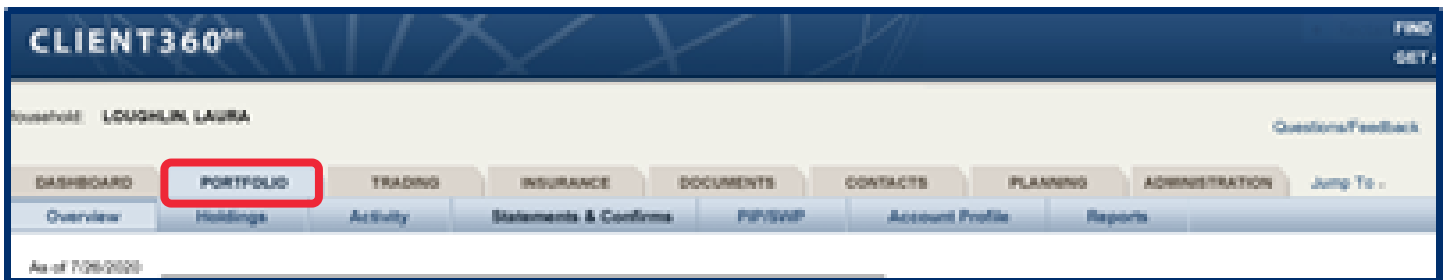 CLIENT360
FIND
GET
Household: LOUGHLIN, LAURA
Questions/Feedback
DASHBOARD PORTFOLIO TRADING INSURANCE DOCUMENTS CONTACTS PLANNING ADMINISTRATION Jump To
Overview Holdings Activity Statements & Confirms PIP/SWP Account Profile Reports
As of 7/26/2020